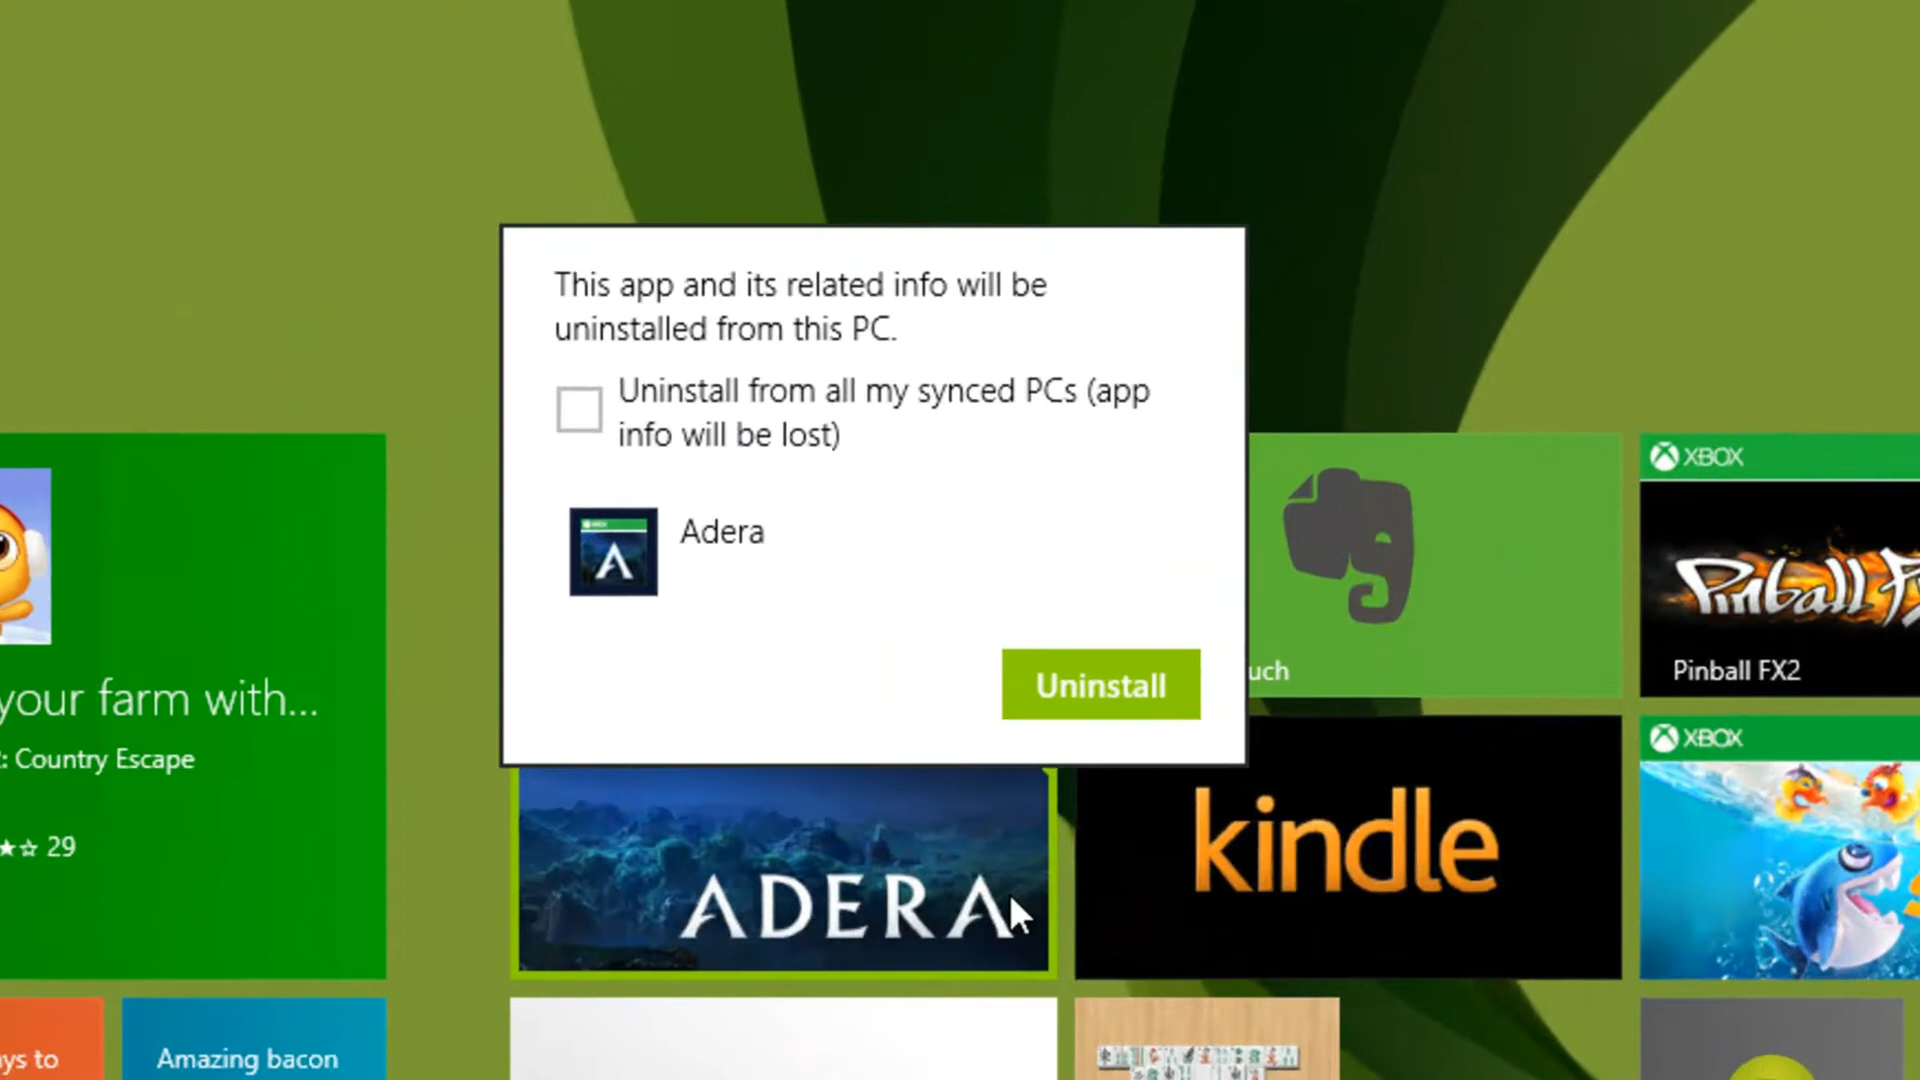 This app and its related info will be
uninstalled from this PC.
Uninstall from all my synced PCs (app
info will be lost)
XBOX
A
Adera
Uninstall
your farm with...
: Country Escape
29
uch
XBOX
Pinball
Pinball FX2
ADERA
kindle
XBOX
to
Amazing bacon